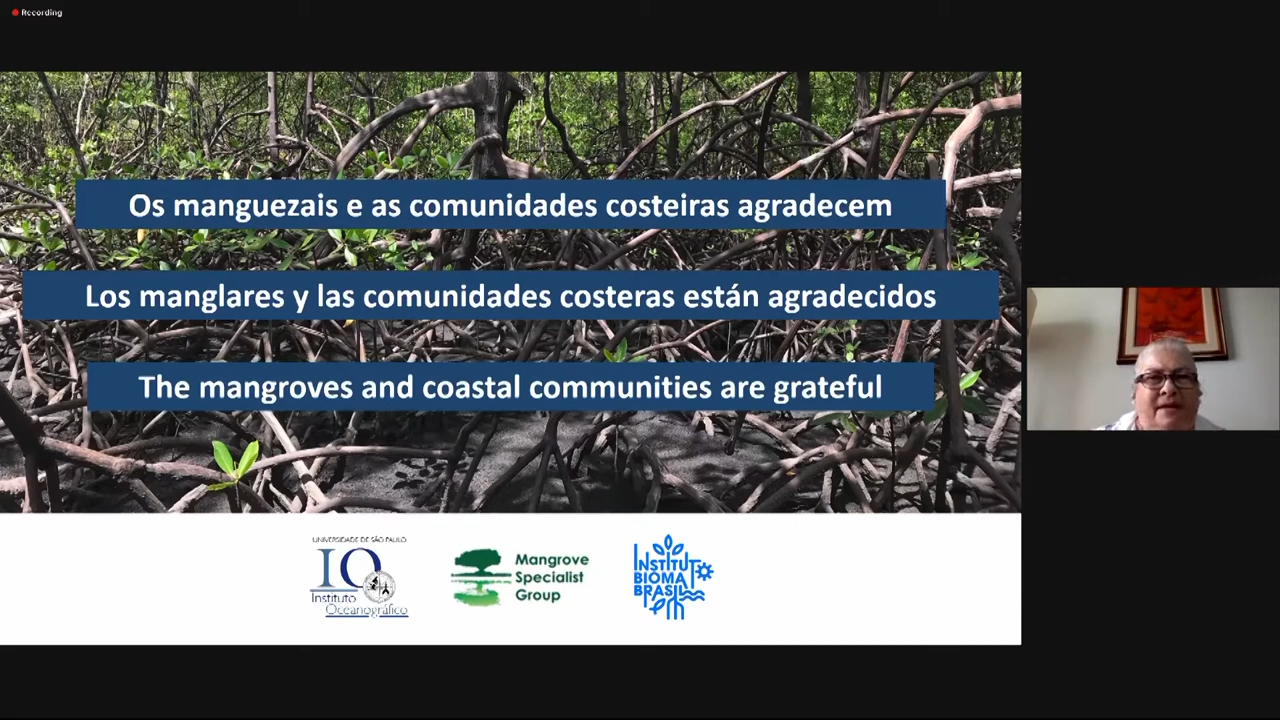 Recording
Os manguezais e as comunidades costeiras agradecem
Los manglares y las comunidades costeras están agradecidos
The mangroves and coastal communities are grateful
UNIVERSIDADE DE SÃO PAULO
IO
Instituto
Oceanográfico
Mangrove
Specialist
Group
INSTITUTO
BIOMA
BRASIL